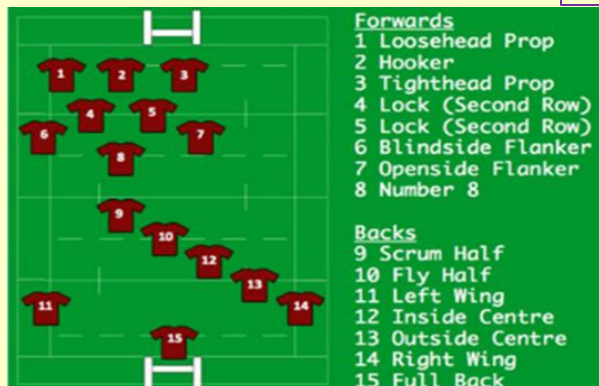 1
2
3
4
5
6
7
8
9
10
12
13
11
14
15
Forwards
1 Loosehead Prop
2 Hooker
3 Tighthead Prop
4 Lock (Second Row)
5 Lock (Second Row)
6 Blindside Flanker
7 Openside Flanker
8 Number 8
Backs
9 Scrum Half
10 Fly Half
11 Left Wing
12 Inside Centre
13 Outside Centre
14 Right Wing
15 Full Back